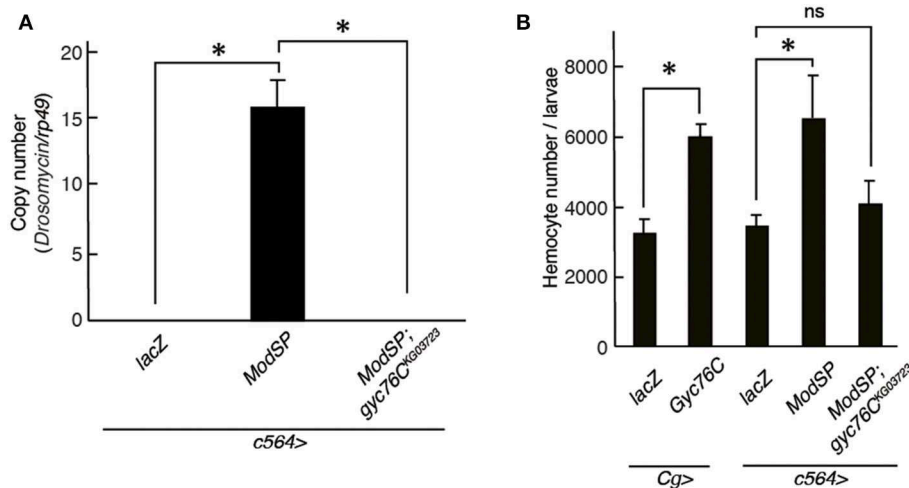 A
Copy number
(Drosomycin/rp49)
20
15
10
5
0
*
*
lacZ
ModSP
ModSP;
gyc76C^KG03723
c564>
B
Hemocyte number / larvae
8000
6000
4000
2000
0
*
*
ns
lacZ
Gyc76C
lacZ
ModSP
ModSP;
gyc76C^KG03723
Cg>
c564>